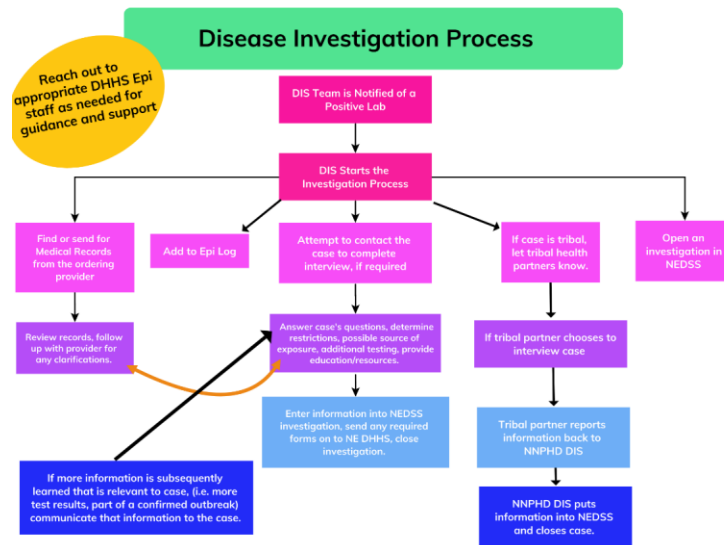 Disease Investigation Process
Reach out to
appropriate DHHS Epi
staff as needed for
guidance and support
DIS Team is Notified of a
Positive Lab
DIS Starts the
Investigation Process
Find or send for
Medical Records
from the ordering
provider
Add to Epi Log
Attempt to contact the
case to complete
interview, if required
If case is tribal,
let tribal health
partners know.
Open an
investigation in
NEDSS
Review records, follow
up with provider for
any clarifications.
Answer case's questions, determine
restrictions, possible source of
exposure, additional testing, provide
education/resources.
If tribal partner chooses to
interview case
Enter information into NEDSS
investigation, send any required
forms on to NE DHHS, close
investigation.
Tribal partner reports
information back to
NNPHD DIS
If more information is subsequently
learned that is relevant to case, (i.e. more
test results, part of a confirmed outbreak)
communicate that information to the case.
NNPHD DIS puts
information into NEDSS
and closes case.